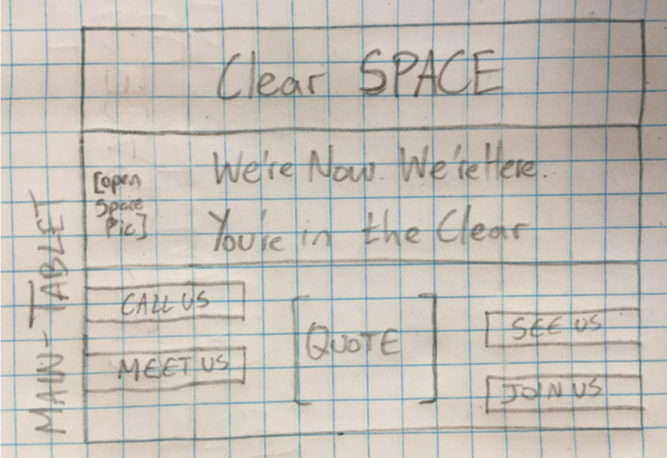 Clear SPACE
We're Now. We're Here.
You're in the Clear
[open
Space
Pic]
MAIN-TABLET
CALL US
MEET US
[QUOTE]
SEE US
JOIN US